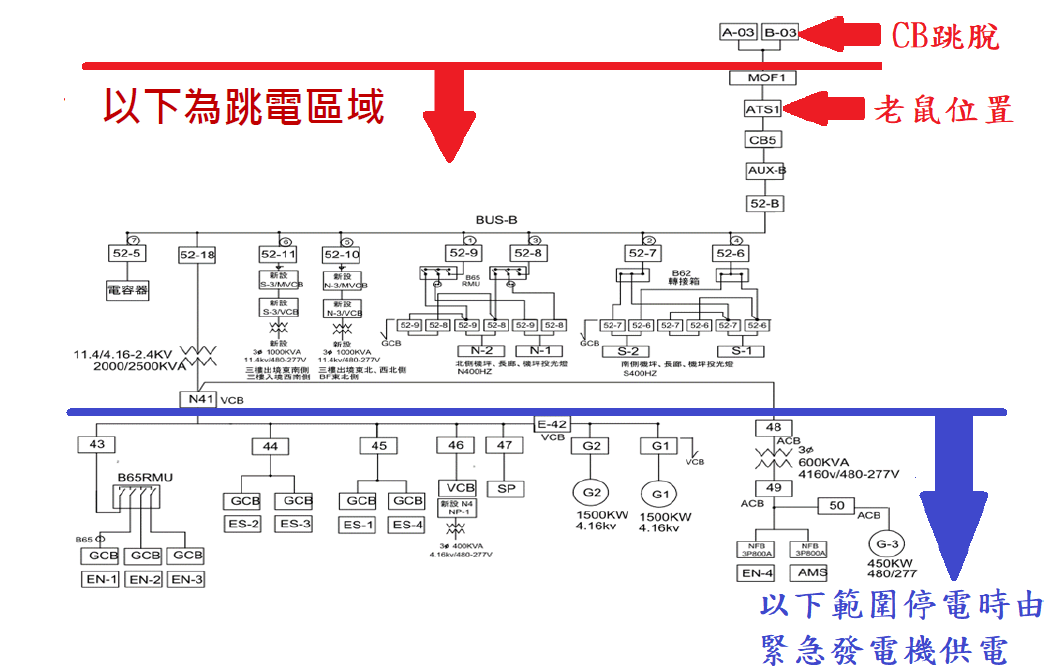 A-03 B-03
CB跳脫
MOF1
以下為跳電區域
ATS1
老鼠位置
CB5
AUX-B
52-B
BUS-B
⑦ ⑥ ⑤ ① ③ ② ④
52-5 52-18 52-11 52-10 52-9 52-8 52-7 52-6
電容器
新設
S-3/MVCB
新設
S-3/VCB
新設
3φ 1000KVA
11.4kv/480-277V
三樓出境東南側
三樓入境西南側
新設
N-3/MVCB
新設
N-3/VCB
新設
3φ 1000KVA
11.4kv/480-277V
三樓出境東北、西北側
BF東北側
B65
RMU
B62
轉接箱
52-9 52-8 52-9 52-8 52-9 52-8
GCB
N-2 N-1
北側機坪、長廊、機坪投光燈
N400HZ
52-7 52-6 52-7 52-6 52-7 52-6
GCB
S-2 S-1
南側機坪、長廊、機坪投光燈
S400HZ
11.4/4.16-2.4KV
2000/2500KVA
N41 VCB
43 44 45 46 47
E-42
VCB
G2 G1
VCB
48
ACB
3φ
600KVA
4160v/480-277V
49
ACB
50
ACB
B65RMU
B65
GCB GCB GCB
EN-1 EN-2 EN-3
GCB GCB
ES-2 ES-3
GCB GCB
ES-1 ES-4
VCB
新設 N4
NP-1
3φ 400KVA
4.16kv/480-277V
SP
G2
1500KW
4.16kv
G1
1500KW
4.16kv
NFB
3P800A
EN-4
NFB
3P800A
AMS
G-3
450KW
480/277
以下範圍停電時由
緊急發電機供電